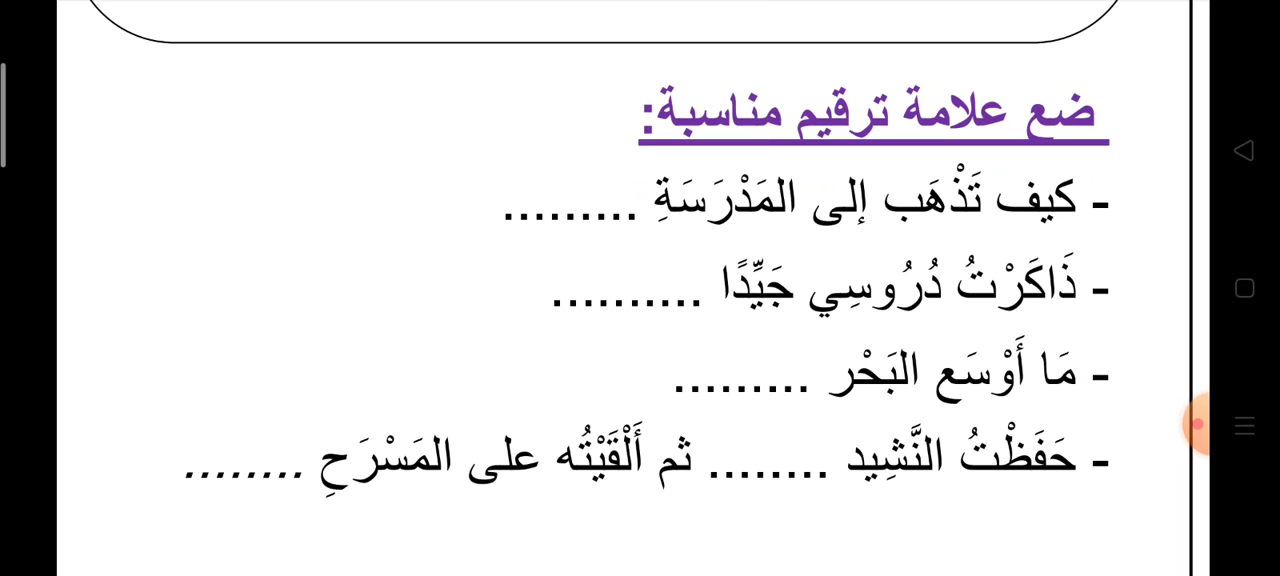 ضع علامة ترقيم مناسبة:
- كيف تَذْهَب إلى المَدْرَسَةِ .........
- ذَاكَرْتُ دُرُوسِي جَيِّدًا ..........
- مَا أَوْسَع البَحْر .........
- حَفَظْتُ النَّشِيد ........ ثم أَلْقَيْتُه على المَسْرَحِ ........